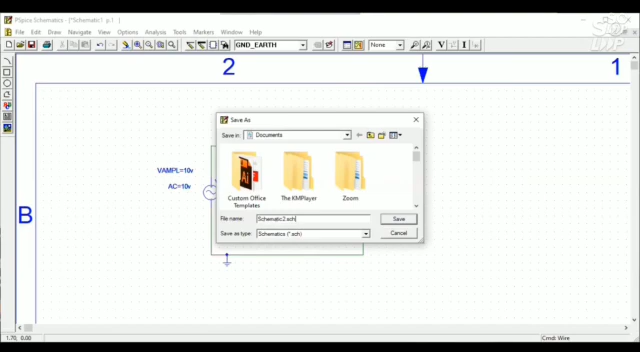 PSpice Schematics - [*Schematic1 p.1 ]
File Edit Draw Navigate View Options Analysis Tools Markers Window Help
GND_EARTH
None
V
I
2
1
VAMPL=10v
AC=10v
B
Save As
Save in: Documents
Custom Office
Templates
The KMPlayer
Zoom
File name: Schematic2.sch
Save
Save as type: Schematics (*.sch)
Cancel
1.70, 0.00
Cmd: Wire